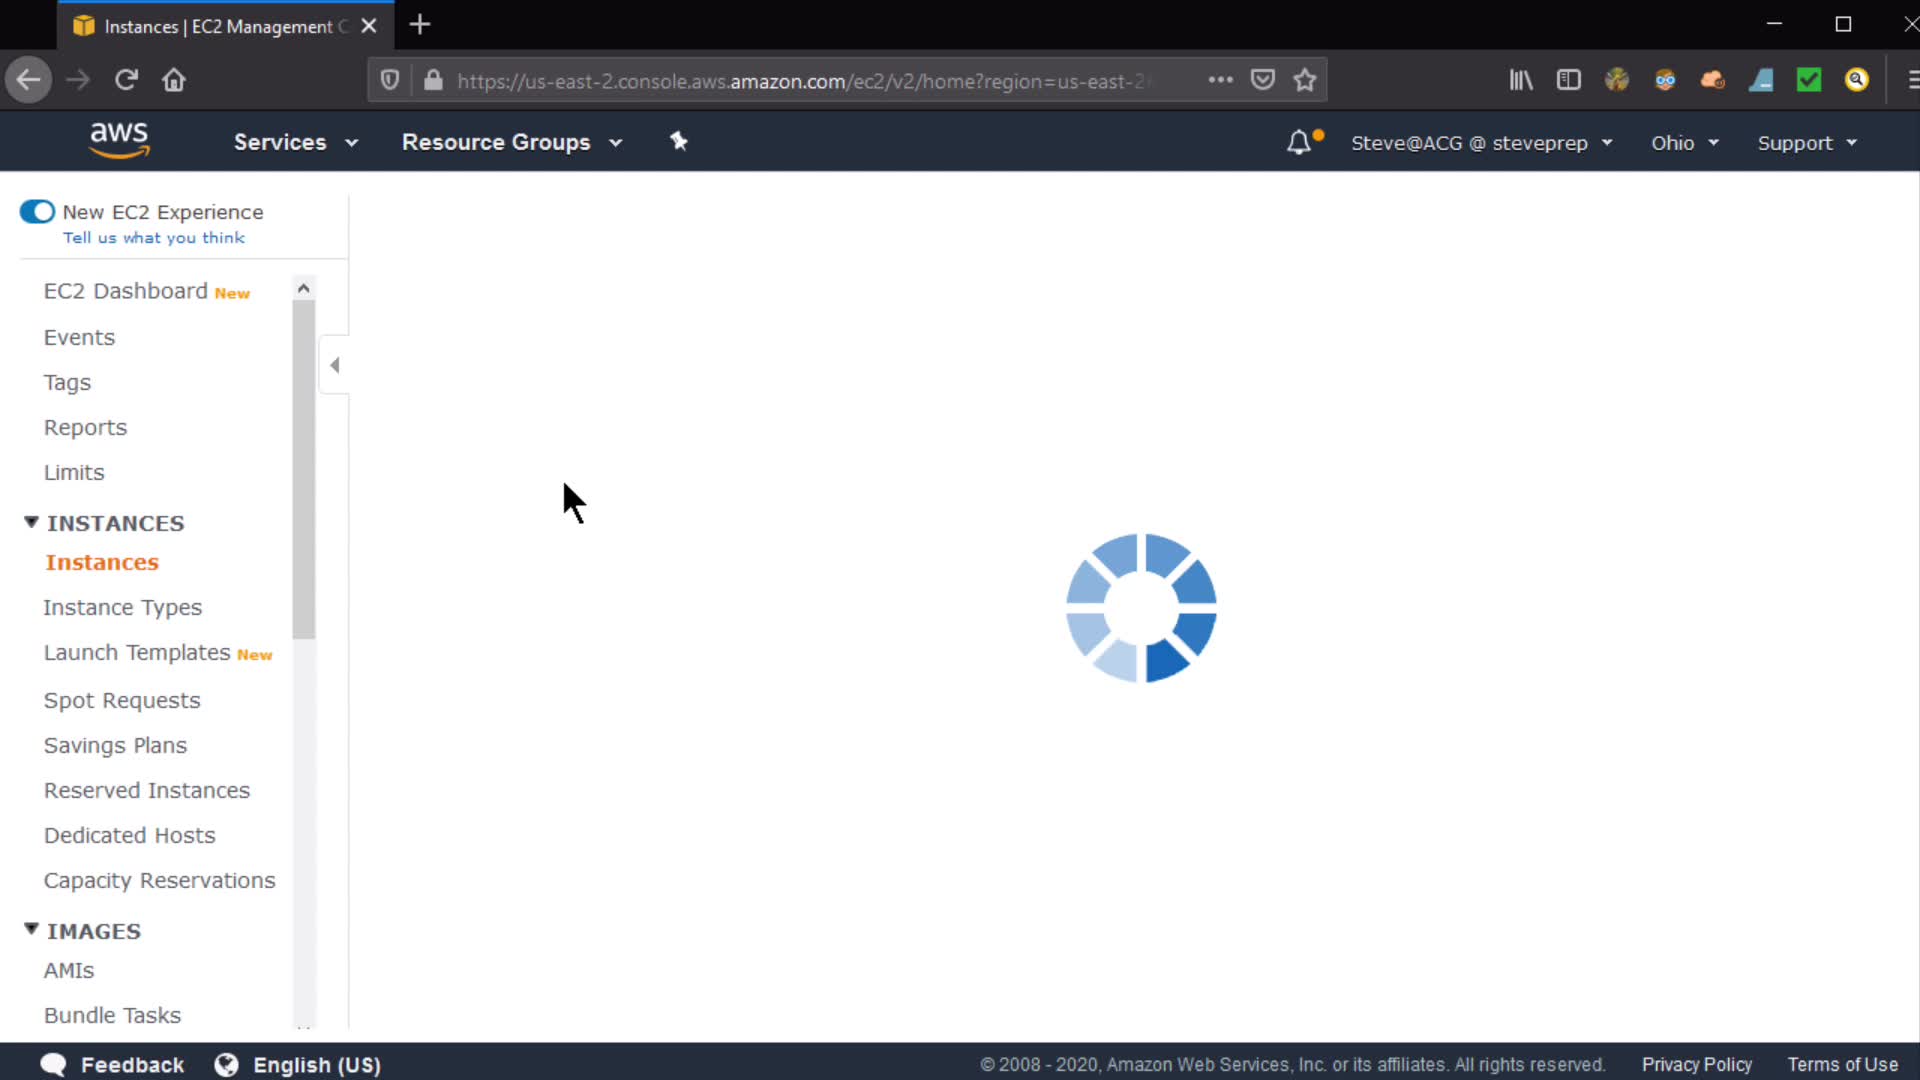 Instances | EC2 Management C
https://us-east-2.console.aws.amazon.com/ec2/v2/home?region=us-east-2
aws
Services
Resource Groups
Steve@ACG @ steveprep
Ohio
Support
New EC2 Experience
Tell us what you think
EC2 Dashboard New
Events
Tags
Reports
Limits
INSTANCES
Instances
Instance Types
Launch Templates New
Spot Requests
Savings Plans
Reserved Instances
Dedicated Hosts
Capacity Reservations
IMAGES
AMIs
Bundle Tasks
Feedback
English (US)
© 2008 - 2020, Amazon Web Services, Inc. or its affiliates. All rights reserved.
Privacy Policy
Terms of Use